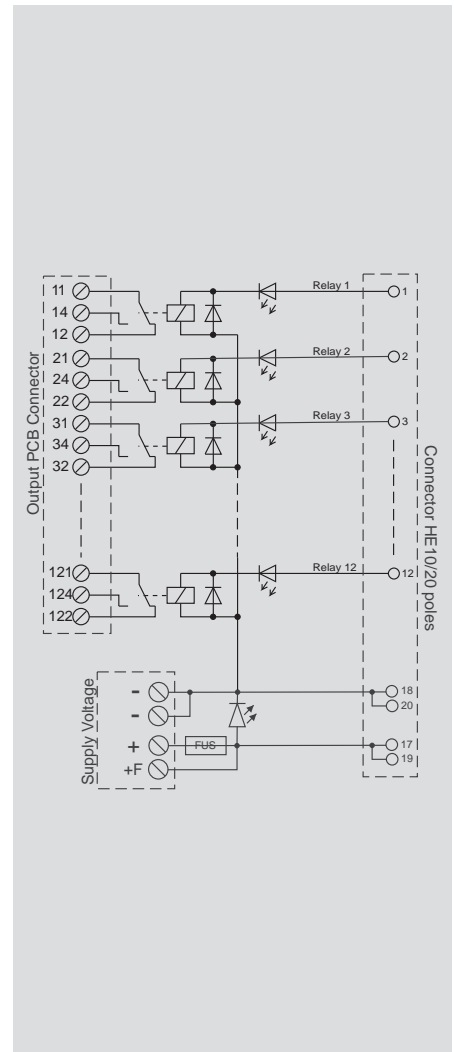 11
Relay 1
1
14
12
21
Relay 2
2
24
22
31
Relay 3
3
34
32
Output PCB Connector
Connector HE10/20 poles
121
Relay 12
12
124
122
Supply Voltage
-
18
-
20
+
FUS
17
+F
19